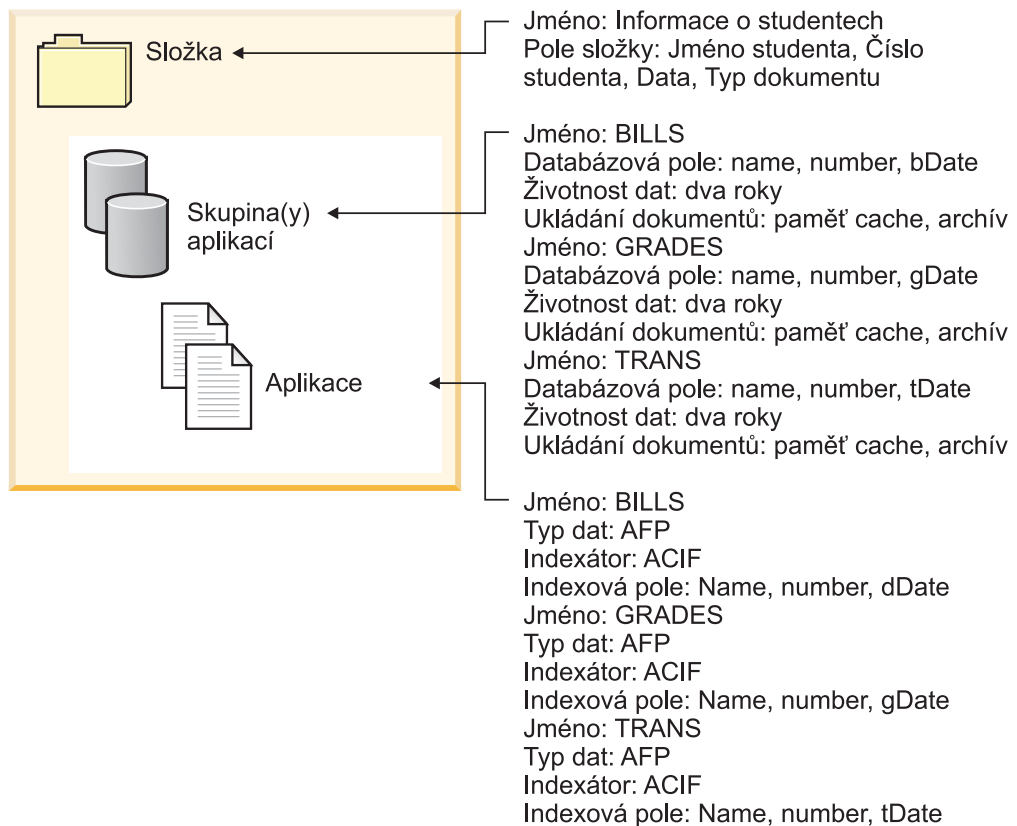 Složka
Skupina(y)
aplikací
Aplikace
Jméno: Informace o studentech
Pole složky: Jméno studenta, Číslo
studenta, Data, Typ dokumentu
Jméno: BILLS
Databázová pole: name, number, bDate
Životnost dat: dva roky
Ukládání dokumentů: paměť cache, archív
Jméno: GRADES
Databázová pole: name, number, gDate
Životnost dat: dva roky
Ukládání dokumentů: paměť cache, archív
Jméno: TRANS
Databázová pole: name, number, tDate
Životnost dat: dva roky
Ukládání dokumentů: paměť cache, archív
Jméno: BILLS
Typ dat: AFP
Indexátor: ACIF
Indexová pole: Name, number, dDate
Jméno: GRADES
Typ dat: AFP
Indexátor: ACIF
Indexová pole: Name, number, gDate
Jméno: TRANS
Typ dat: AFP
Indexátor: ACIF
Indexová pole: Name, number, tDate